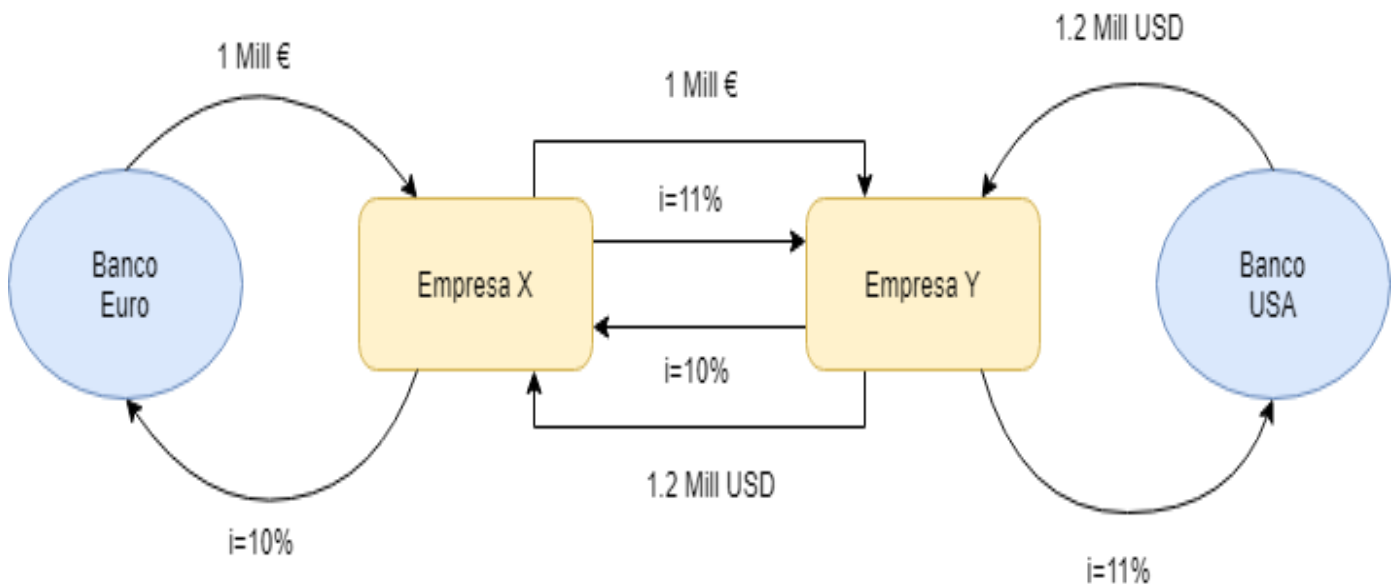 1.2 Mill USD
1 Mill €
1 Mill €
i=11%
Banco
Euro
Empresa X
Empresa Y
Banco
USA
i=10%
1.2 Mill USD
i=10%
i=11%